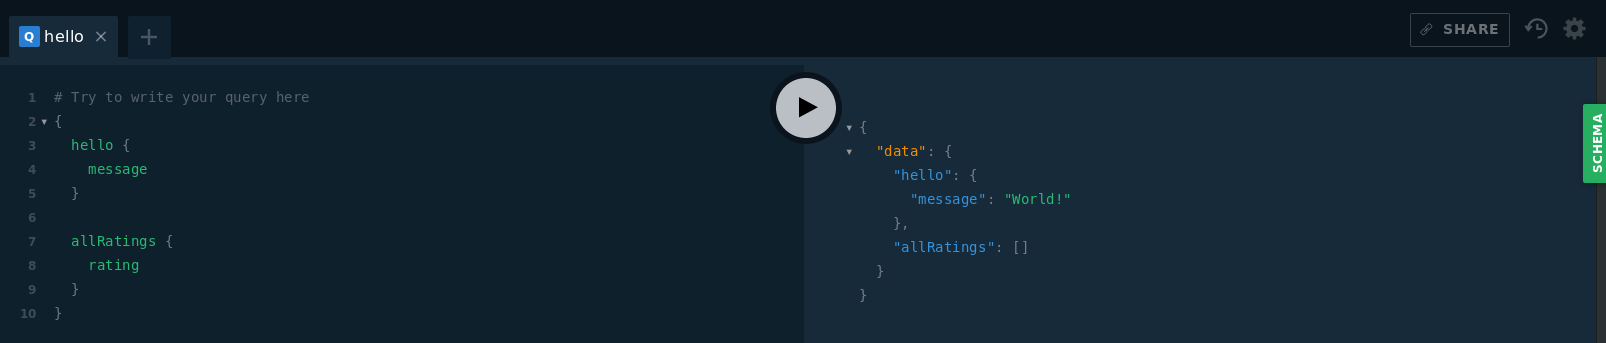 Q hello ×
+
SHARE
1 # Try to write your query here
2 ▾ {
3   hello {
4     message
5   }
6
7   allRatings {
8     rating
9   }
10 }
▾ {
▾   "data": {
    "hello": {
      "message": "World!"
    },
    "allRatings": []
  }
}
SCHEMA